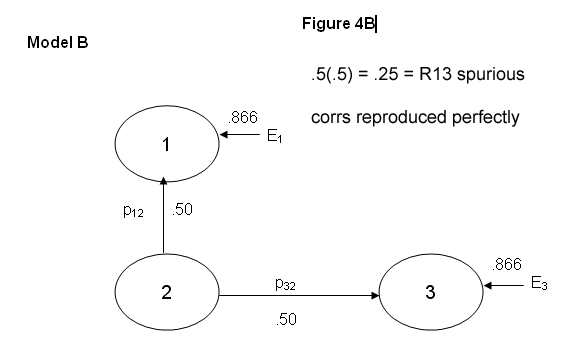 Figure 4B
Model B
.5(.5) = .25 = R13 spurious
corrs reproduced perfectly
.866
E₁
1
p₁₂
.50
2
p₃₂
.50
3
.866
E₃